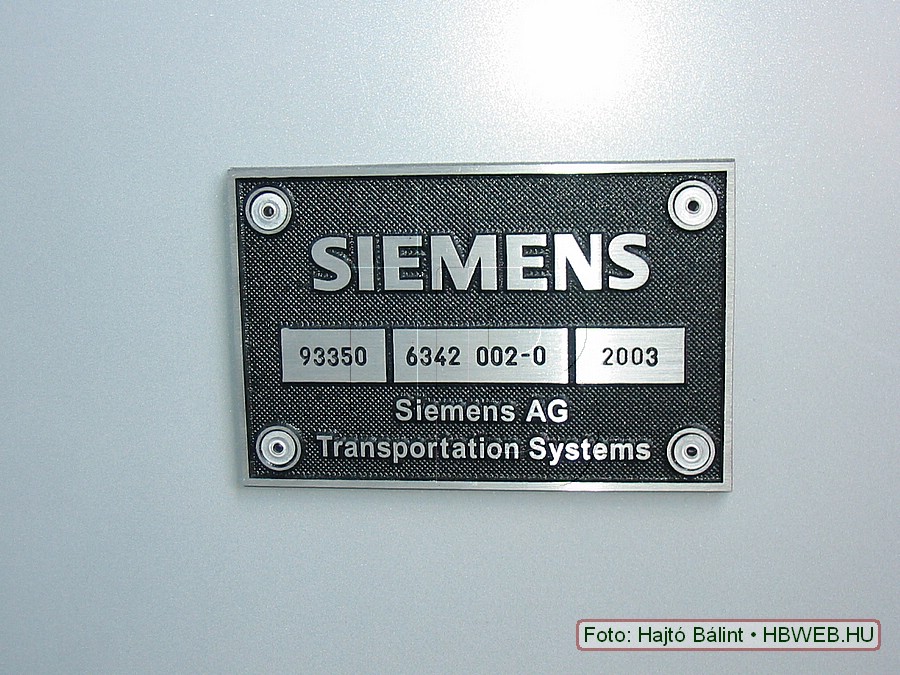 SIEMENS
93350 6342 002-0 2003
Siemens AG
Transportation Systems
Foto: Hajtó Bálint • HBWEB.HU